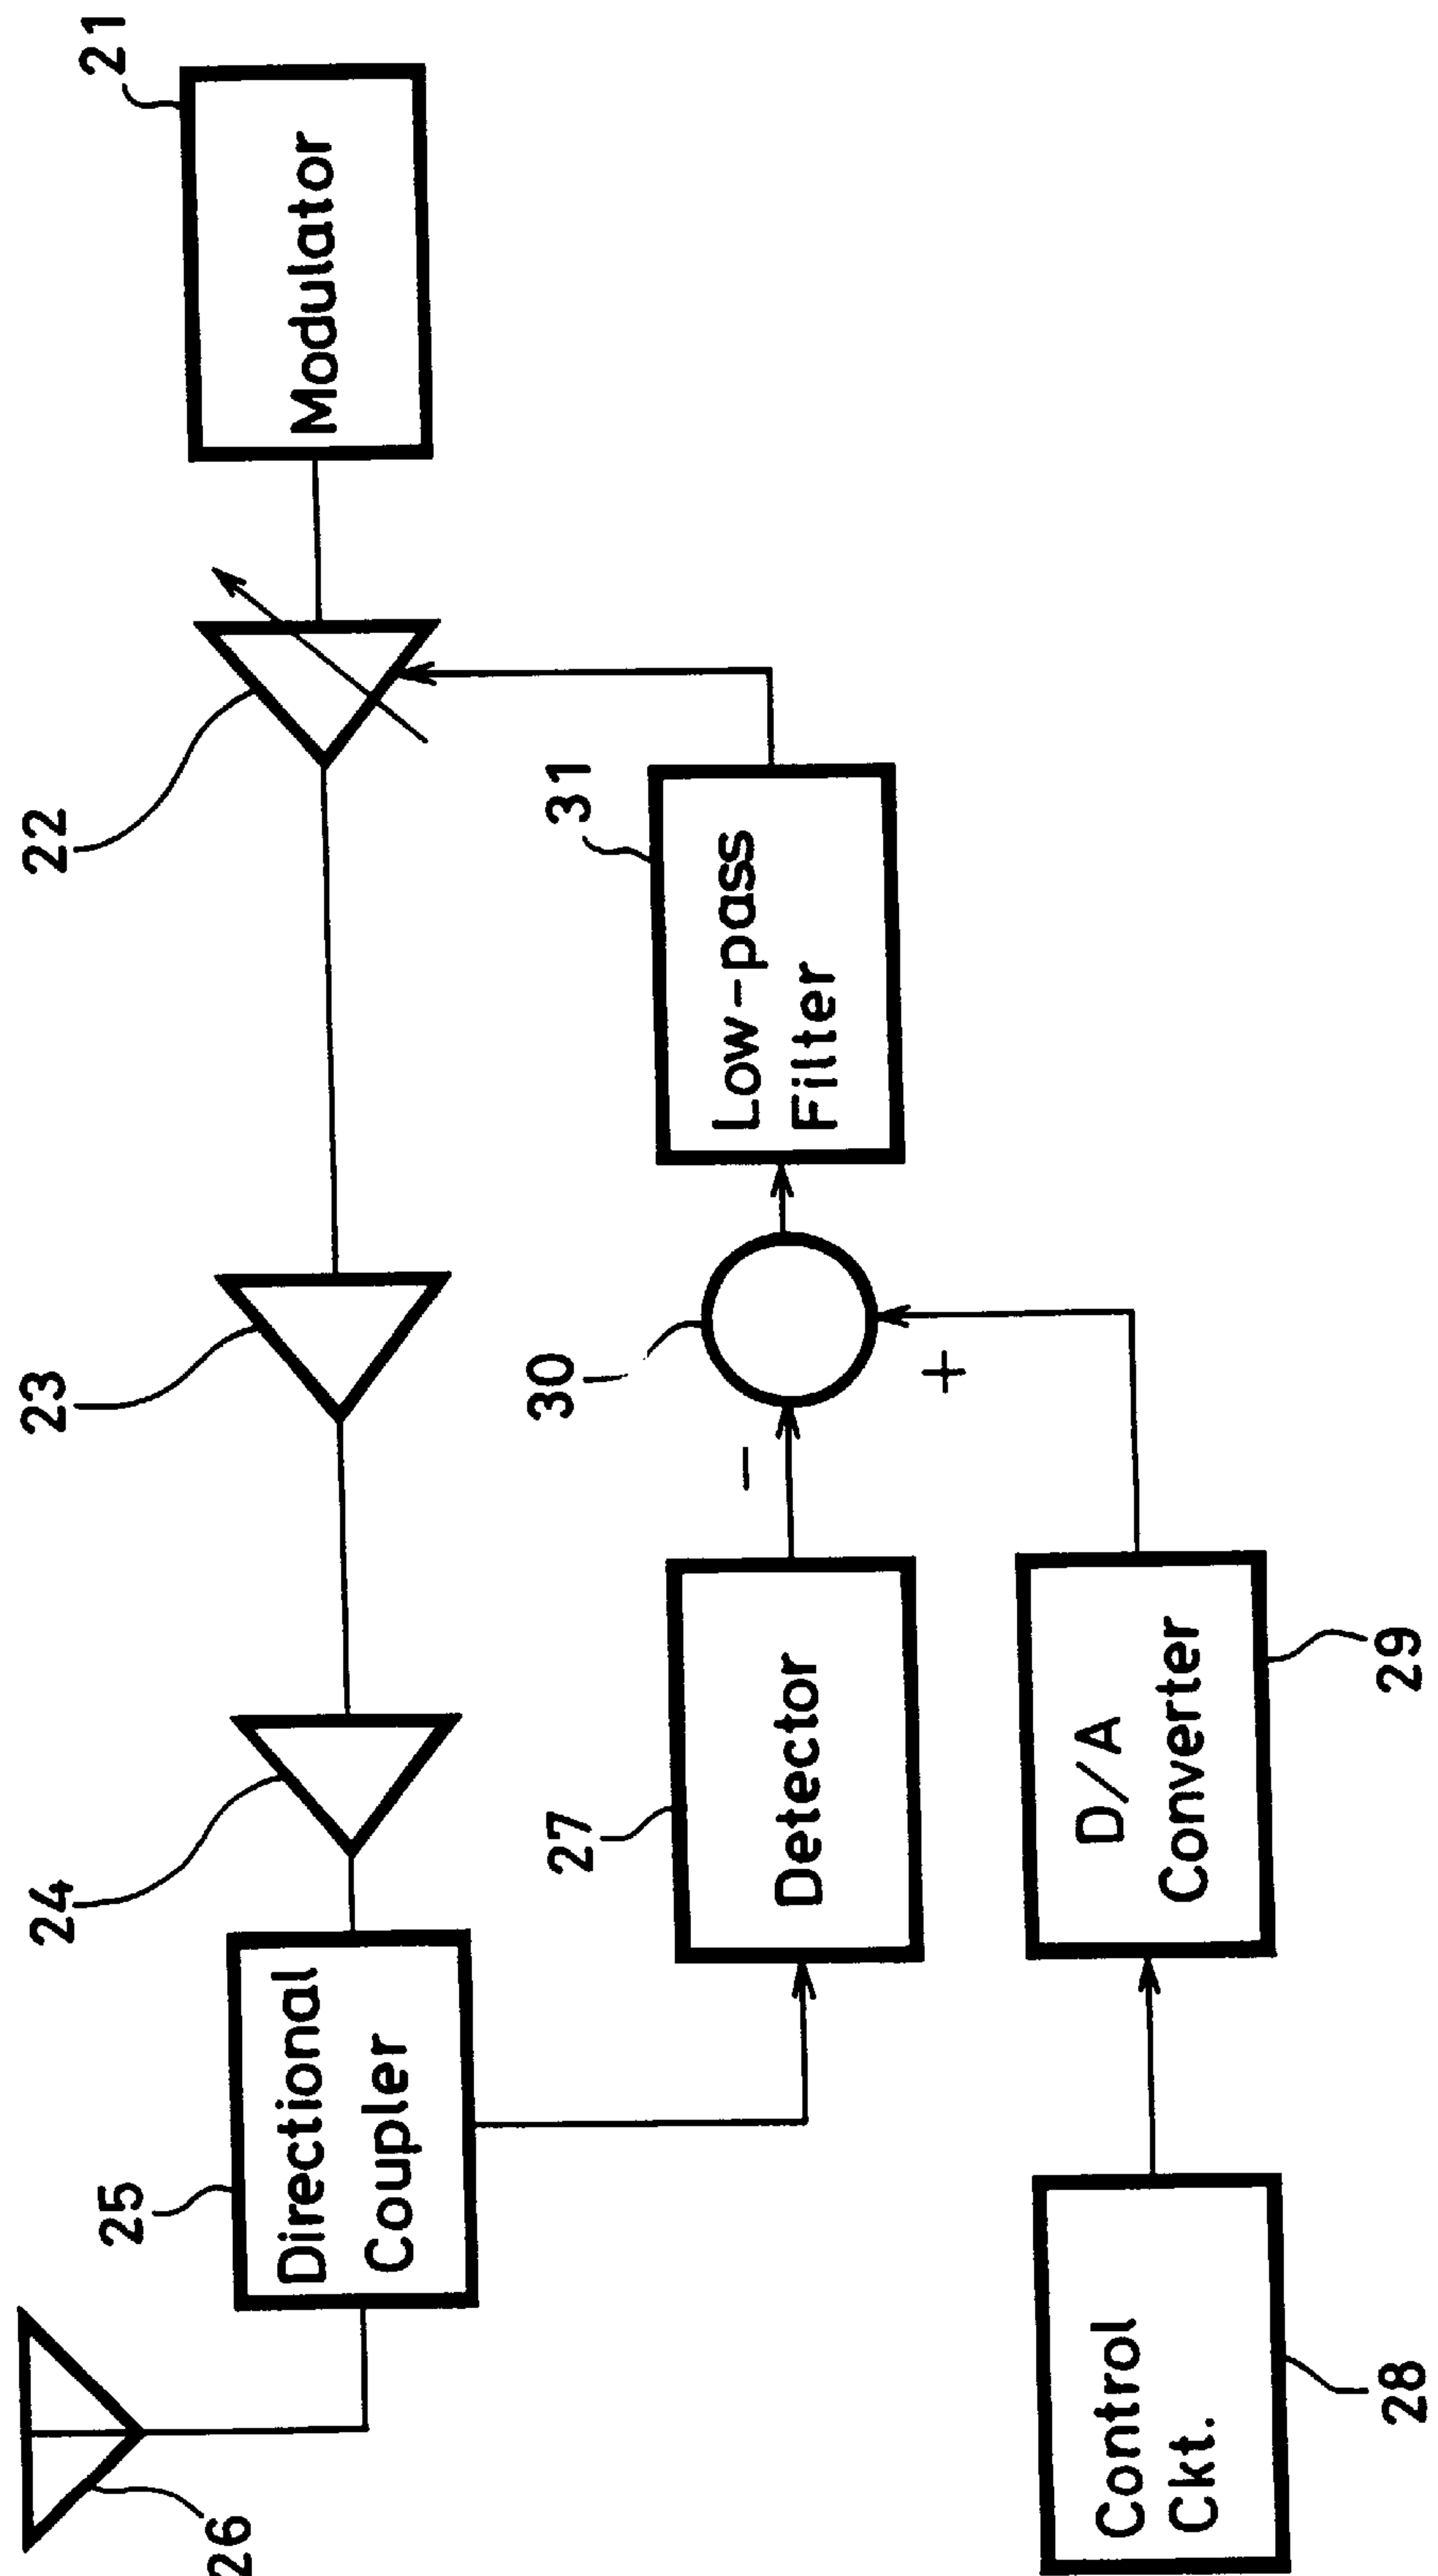 26
25
Directional
Coupler
24
23
22
21
Modulator
27
Detector
-
30
+
31
Low-pass
Filter
28
Control
Ckt.
29
D/A
Converter